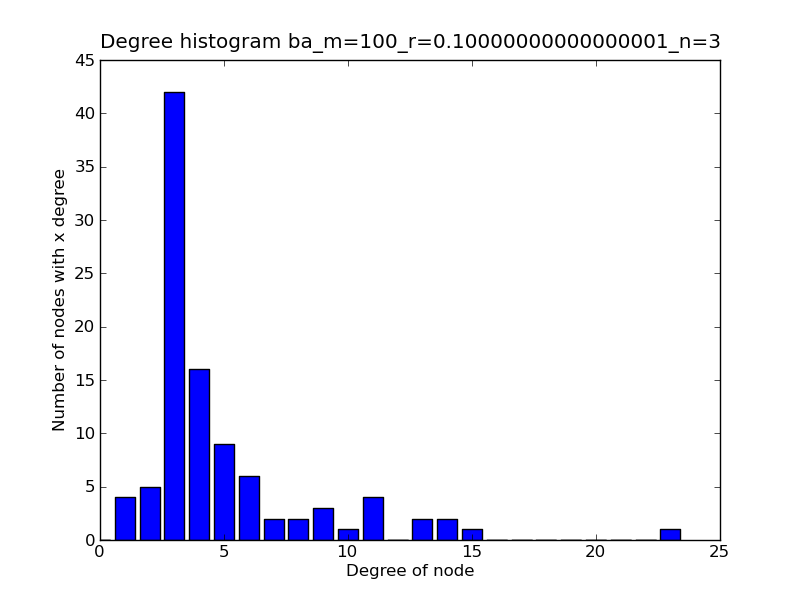 Degree histogram ba_m=100_r=0.10000000000000001_n=3
45
40
35
30
25
20
15
10
5
0
Number of nodes with x degree
0 5 10 15 20 25
Degree of node